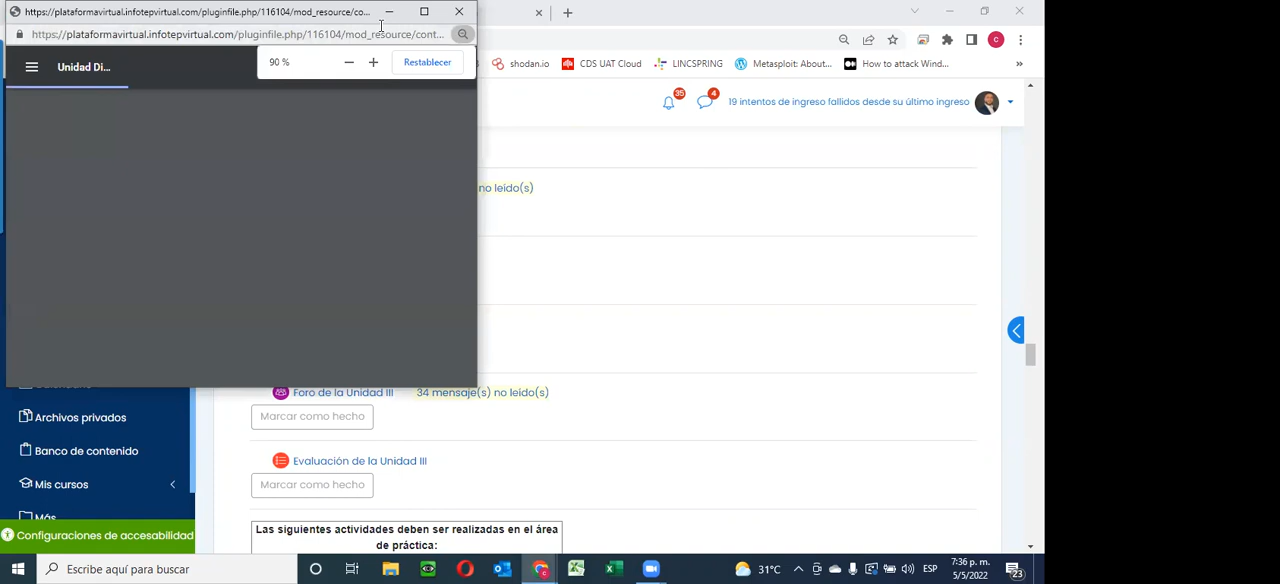 https://plataformavirtual.infotepvirtual.com/pluginfile.php/116104/mod_resource/co...
https://plataformavirtual.infotepvirtual.com/pluginfile.php/116104/mod_resource/cont...
Unidad Di...
90 %
Restablecer
shodan.io
CDS UAT Cloud
LINCSPRING
Metasploit: About...
How to attack Wind...
»
C
35
4
19 intentos de ingreso fallidos desde su último ingreso
no leído(s)
Foro de la Unidad III
34 mensaje(s) no leído(s)
Marcar como hecho
Archivos privados
Banco de contenido
Evaluación de la Unidad III
Mis cursos
Marcar como hecho
Más
Configuraciones de accesabilidad
Las siguientes actividades deben ser realizadas en el área
de práctica:
Escribe aquí para buscar
31°C
ESP
7:36 p. m.
5/5/2022
23